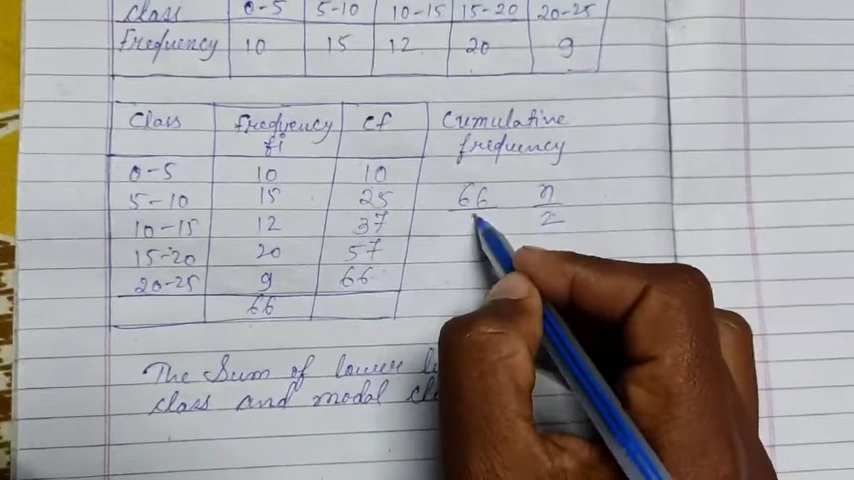 Class 0-5 5-10 10-15 15-20 20-25
Frequency 10 15 12 20 9
Class frequency fi cf Cumulative frequency
0-5 10 10
5-10 15 25 66 n
10-15 12 37 2
15-20 20 57
20-25 9 66
66
The Sum of lower
class and modal